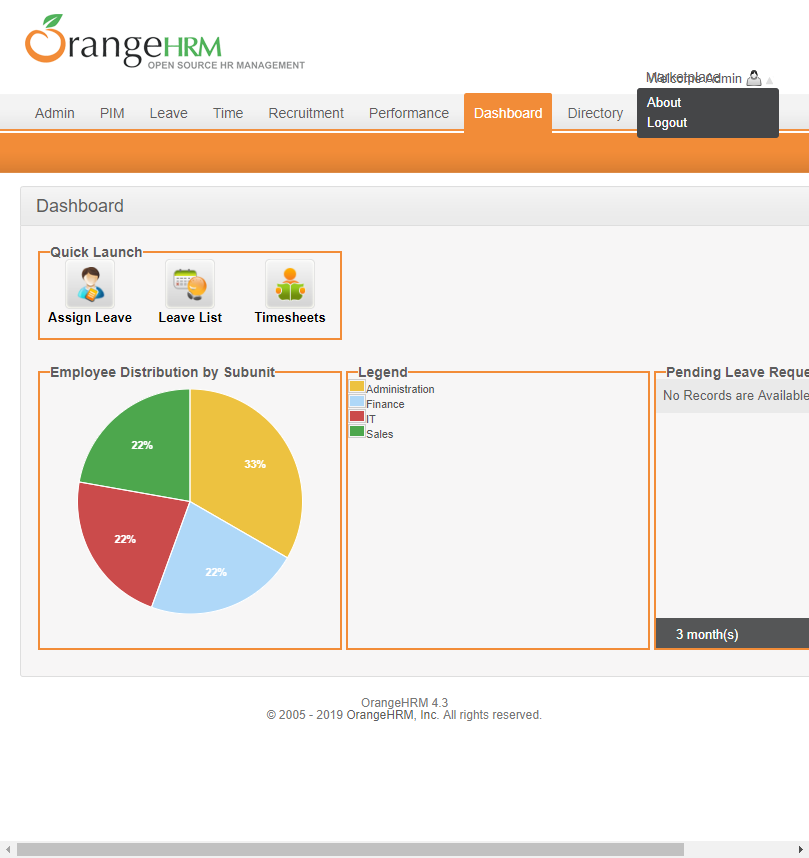 OrangeHRM
OPEN SOURCE HR MANAGEMENT
Marketplace
Welcome Admin
About
Logout
Admin PIM Leave Time Recruitment Performance Dashboard Directory
Dashboard
Quick Launch
Assign Leave Leave List Timesheets
Employee Distribution by Subunit
22%
33%
22%
22%
Legend
Administration
Finance
IT
Sales
Pending Leave Reque
No Records are Available
3 month(s)
OrangeHRM 4.3
© 2005 - 2019 OrangeHRM, Inc. All rights reserved.